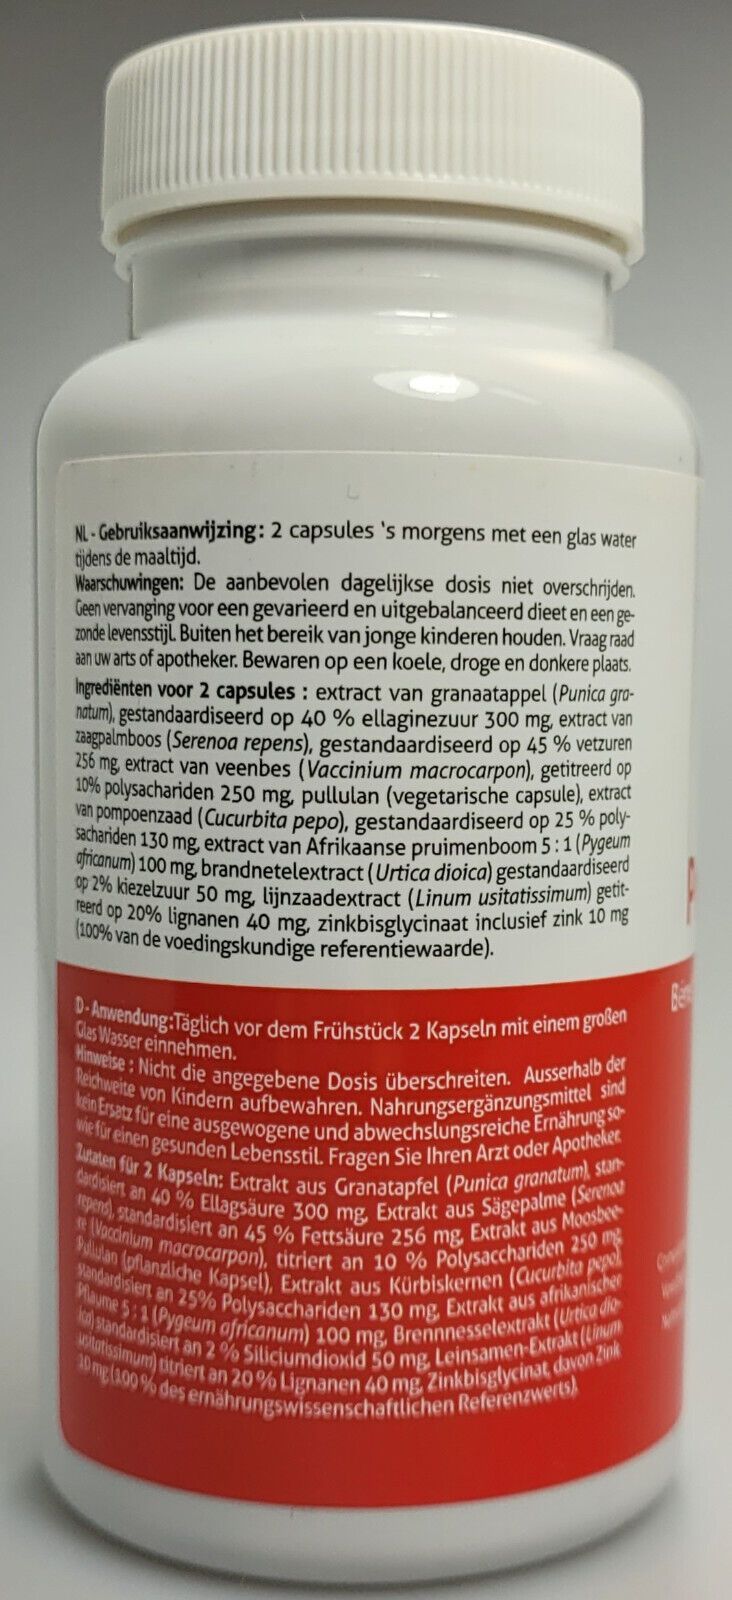 NL - Gebruiksaanwijzing: 2 capsules 's morgens met een glas water
tijdens de maaltijd.
Waarschuwingen: De aanbevolen dagelijkse dosis niet overschrijden.
Geen vervanging voor een gevarieerd en uitgebalanceerd dieet en een ge-
zonde levensstijl. Buiten het bereik van jonge kinderen houden. Vraag raad
aan uw arts of apotheker. Bewaren op een koele, droge en donkere plaats.
Ingrediënten voor 2 capsules : extract van granaatappel (Punica gra-
natum), gestandaardiseerd op 40 % ellaginezuur 300 mg, extract van
zaagpalmboos (Serenoa repens), gestandaardiseerd op 45 % vetzuren
256 mg, extract van veenbes (Vaccinium macrocarpon), getitreerd op
10% polysachariden 250 mg, pullulan (vegetarische capsule), extract
van pompoenzaad (Cucurbita pepo), gestandaardiseerd op 25 % poly-
sachariden 130 mg, extract van Afrikaanse pruimenboom 5 : 1 (Pygeum
africanum) 100 mg, brandnetelextract (Urtica dioica) gestandaardiseerd
op 2% kiezelzuur 50 mg, lijnzaadextract (Linum usitatissimum) getit-
reerd op 20% lignanen 40 mg, zinkbisglycinaat inclusief zink 10 mg
(100% van de voedingskundige referentiewaarde).
D - Anwendung:Täglich vor dem Frühstück 2 Kapseln mit einem großen
Glas Wasser einnehmen.
Hinweise : Nicht die angegebene Dosis überschreiten. Ausserhalb der
Reichweite von Kindern aufbewahren. Nahrungsergänzungsmittel sind
kein Ersatz für eine ausgewogene und abwechslungsreiche Ernährung so-
wie für einen gesunden Lebensstil. Fragen Sie Ihren Arzt oder Apotheker.
Zutaten für 2 Kapseln: Extrakt aus Granatapfel (Punica granatum), stan-
dardisiert an 40 % Ellagsäure 300 mg, Extrakt aus Sägepalme (Serenoa
repens), standardisiert an 45 % Fettsäure 256 mg, Extrakt aus Moosbee-
re (Vaccinium macrocarpon), titriert an 10 % Polysacchariden 250 mg,
Pullulan (pflanzliche Kapsel), Extrakt aus Kürbiskernen (Cucurbita pepo),
standardisiert an 25% Polysacchariden 130 mg, Extrakt aus afrikanischer
Pflaume 5 : 1 (Pygeum africanum) 100 mg, Brennnesselextrakt (Urtica dio-
ica) standardisiert an 2 % Siliciumdioxid 50 mg, Leinsamen-Extrakt (Linum
usitatissimum) titriert an 20 % Lignanen 40 mg, Zinkbisglycinat, davon Zink
10 mg (100 % des ernährungswissenschaftlichen Referenzwerts).